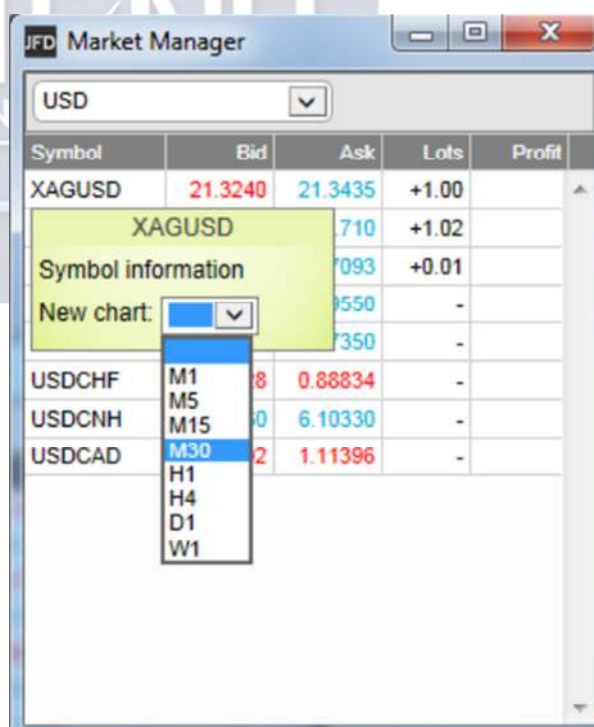 JFD Market Manager
USD
Symbol Bid Ask Lots Profit
XAGUSD 21.3240 21.3435 +1.00
XAGUSD .710 +1.02
Symbol information 7093 +0.01
New chart: 9550 -
7350 -
USDCHF 8 0.88834 -
M1
M5
USDCNH 0 6.10330 -
M15
USDCAD M30 2 1.11396 -
H1
H4
D1
W1